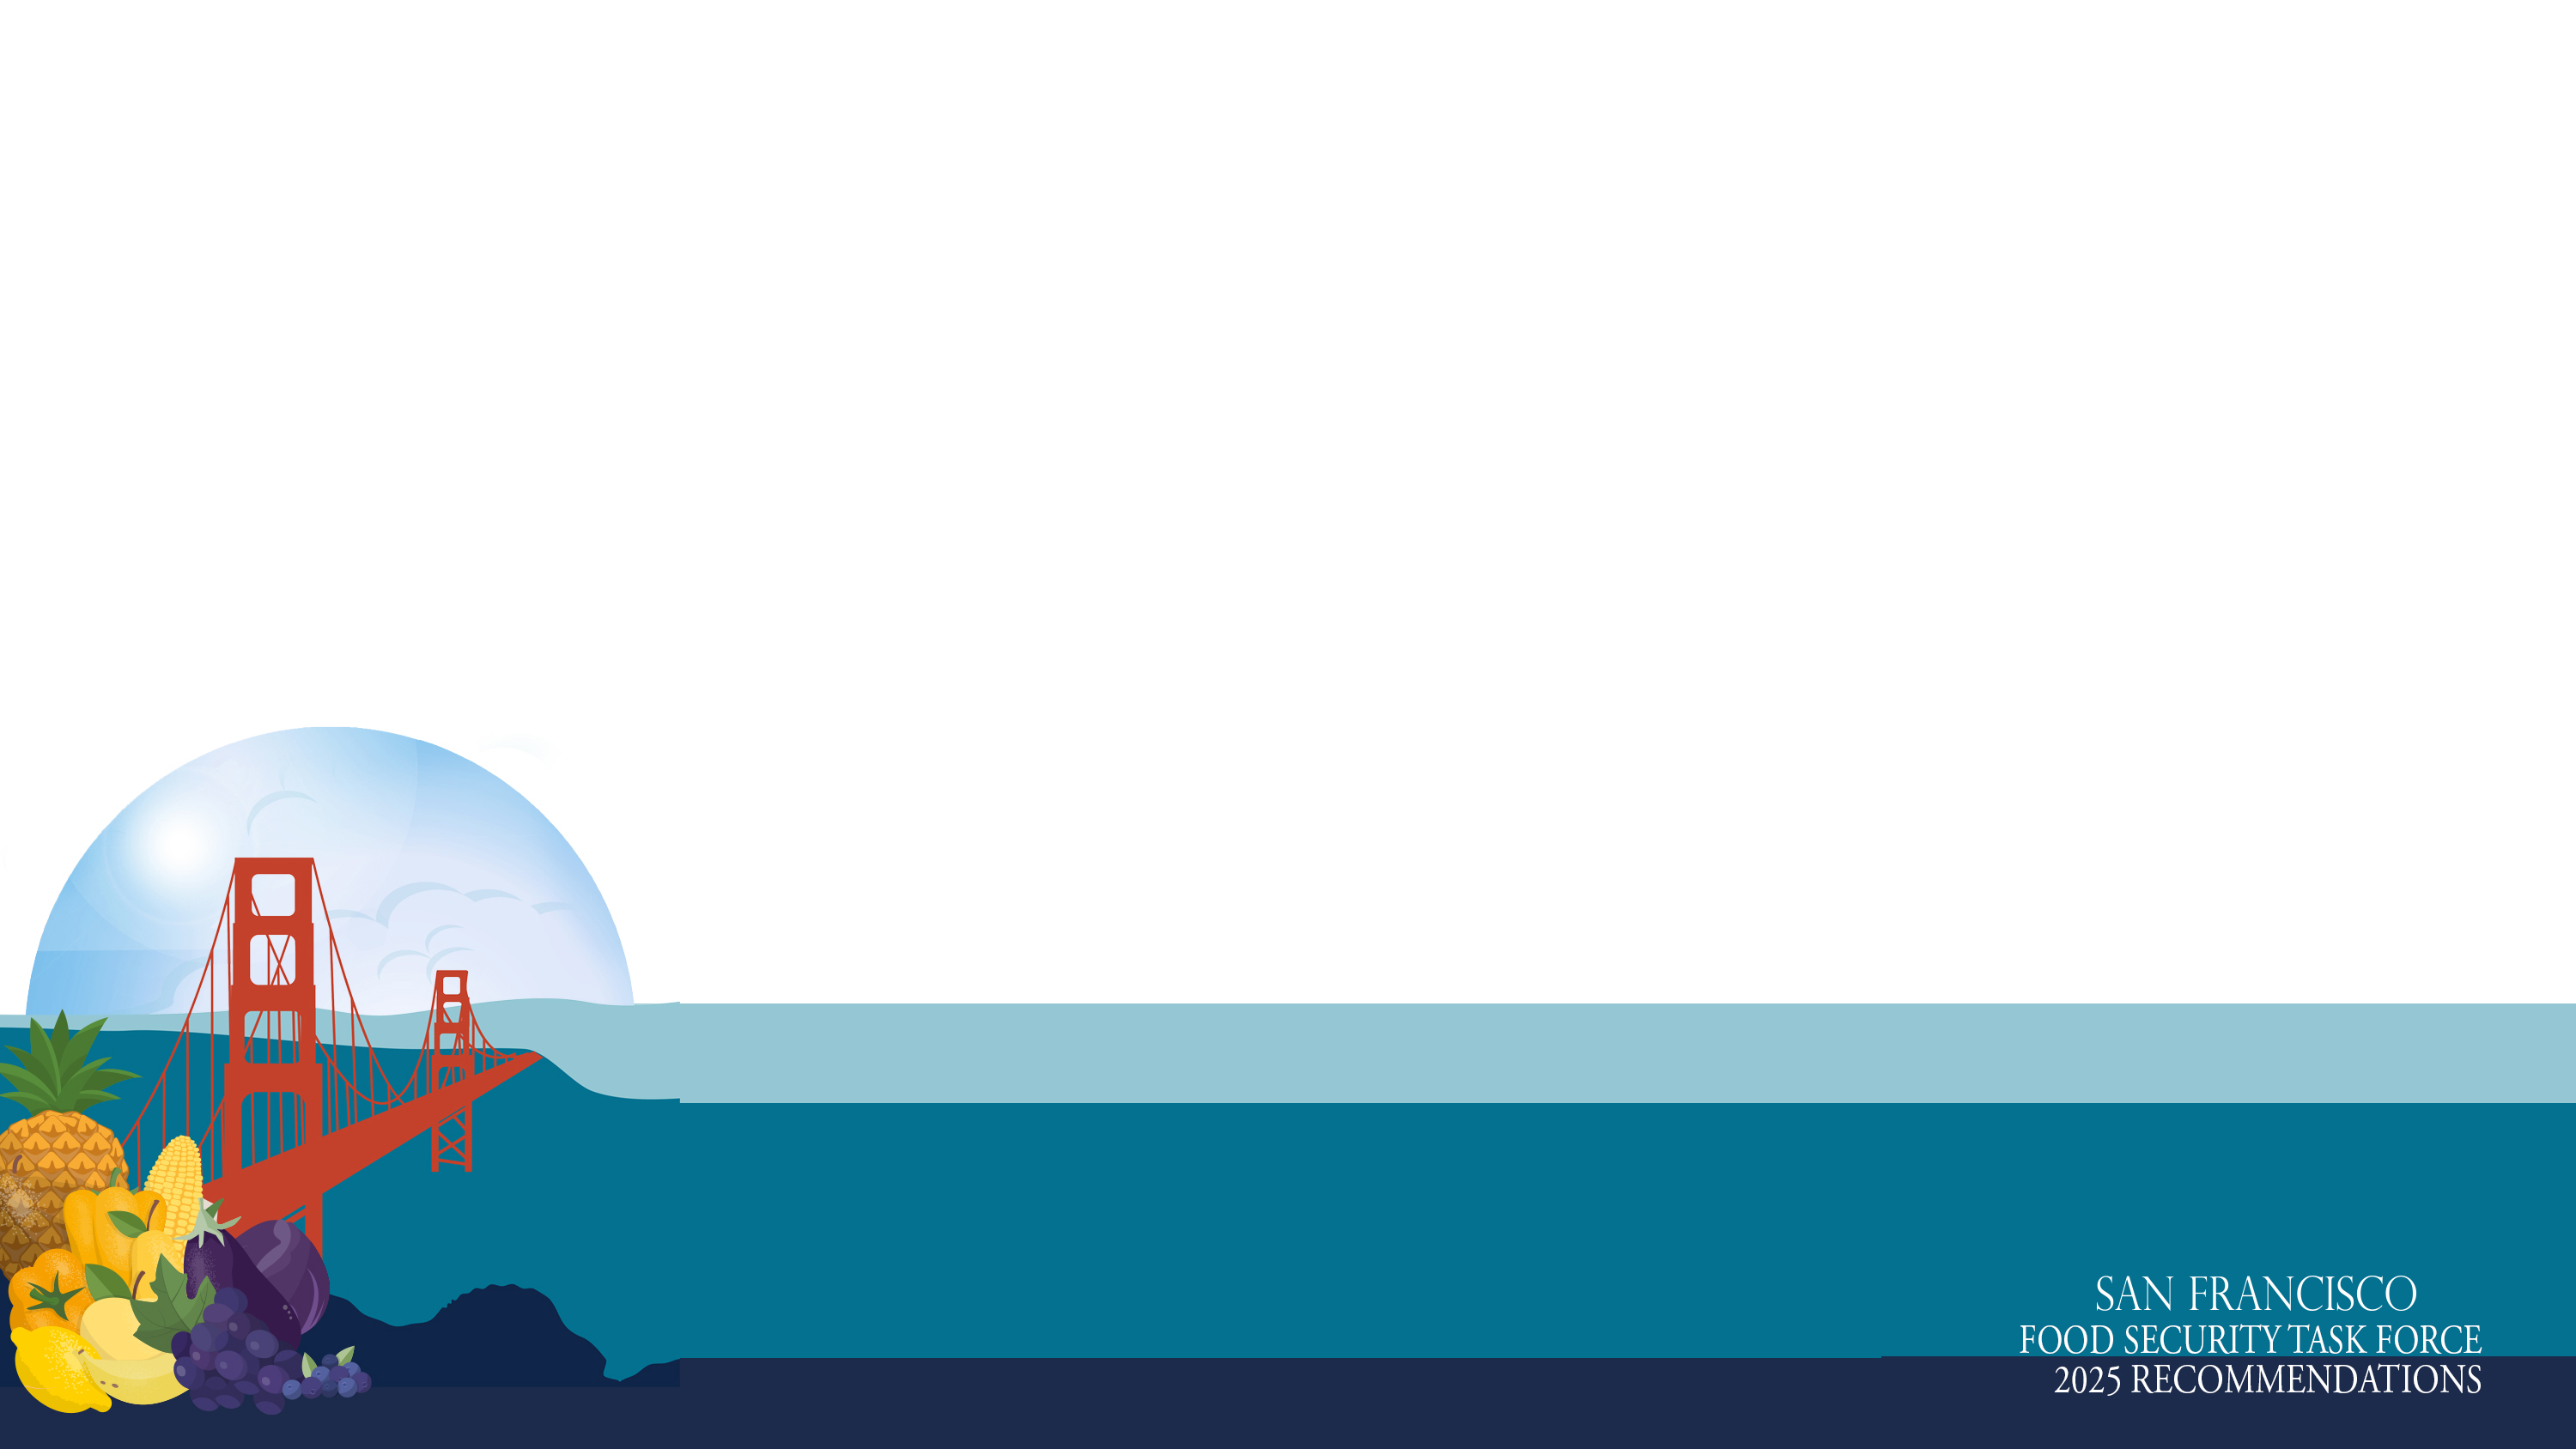 SAN FRANCISCO
FOOD SECURITY TASK FORCE
2025 RECOMMENDATIONS